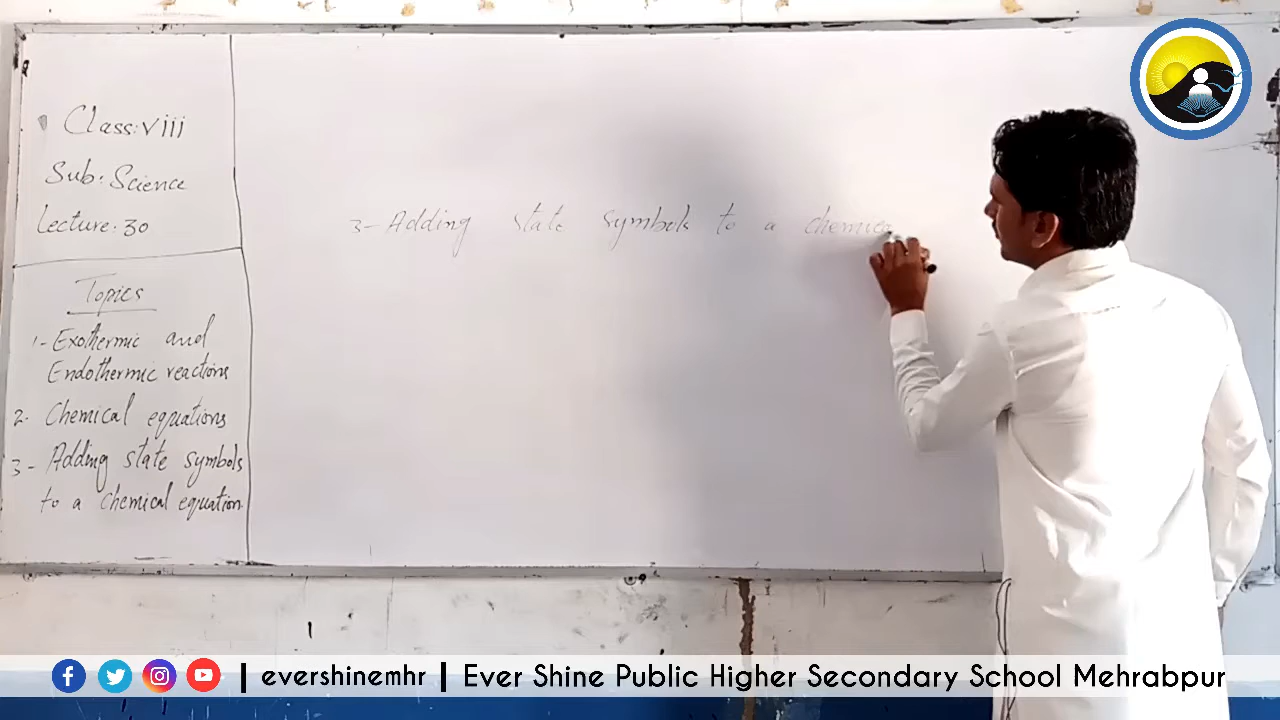 Class: viii
Sub: Science
Lecture: 30
Topics
1- Exothermic and
Endothermic reactions
2- Chemical equations
3- Adding state symbols
to a chemical equation
3- Adding state symbols to a chemica
| evershinemhr | Ever Shine Public Higher Secondary School Mehrabpur